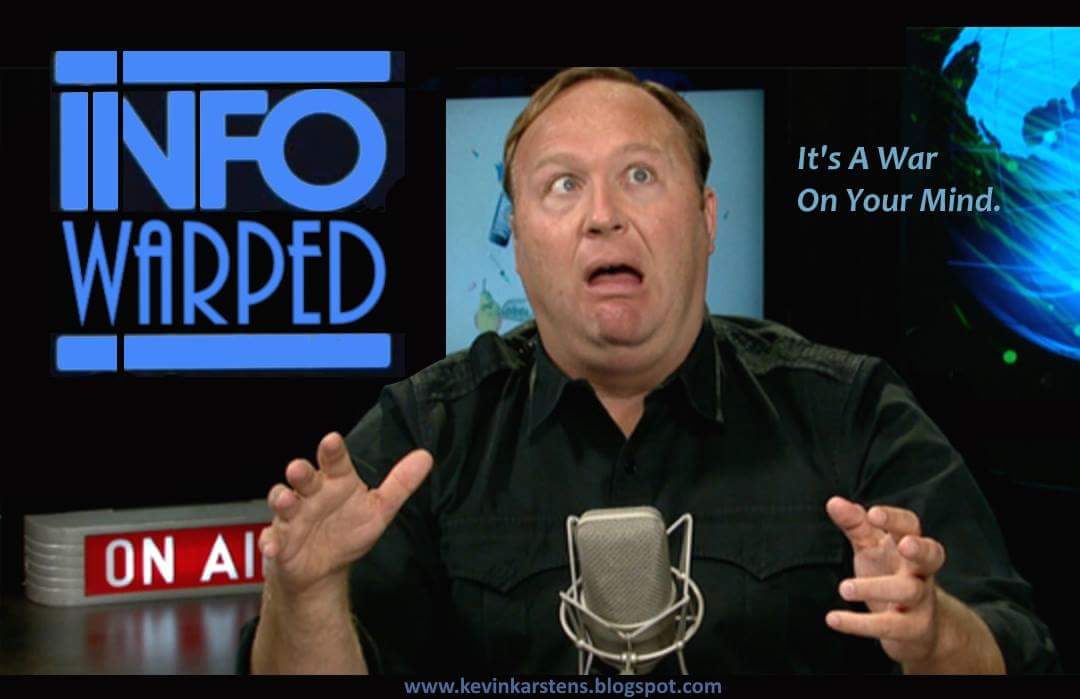 INFO
WARPED
It's A War
On Your Mind.
ON AI
www.kevinkarstens.blogspot.com